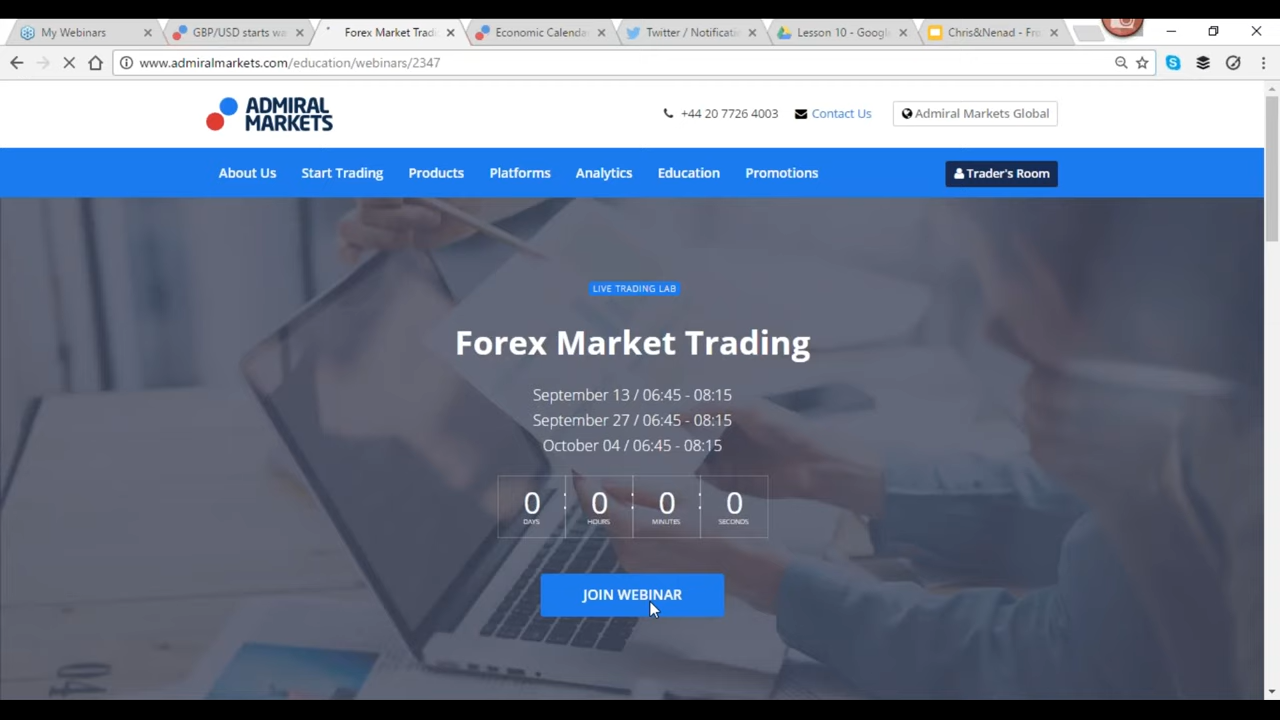 My Webinars
GBP/USD starts wa
Forex Market Tradi
Economic Calenda
Twitter / Notificati
Lesson 10 - Googl
Chris&Nenad - Fr
www.admiralmarkets.com/education/webinars/2347
ADMIRAL
MARKETS
+44 20 7726 4003
Contact Us
Admiral Markets Global
About Us
Start Trading
Products
Platforms
Analytics
Education
Promotions
Trader's Room
LIVE TRADING LAB
Forex Market Trading
September 13 / 06:45 - 08:15
September 27 / 06:45 - 08:15
October 04 / 06:45 - 08:15
0 : 0 : 0 : 0
DAYS HOURS MINUTES SECONDS
JOIN WEBINAR